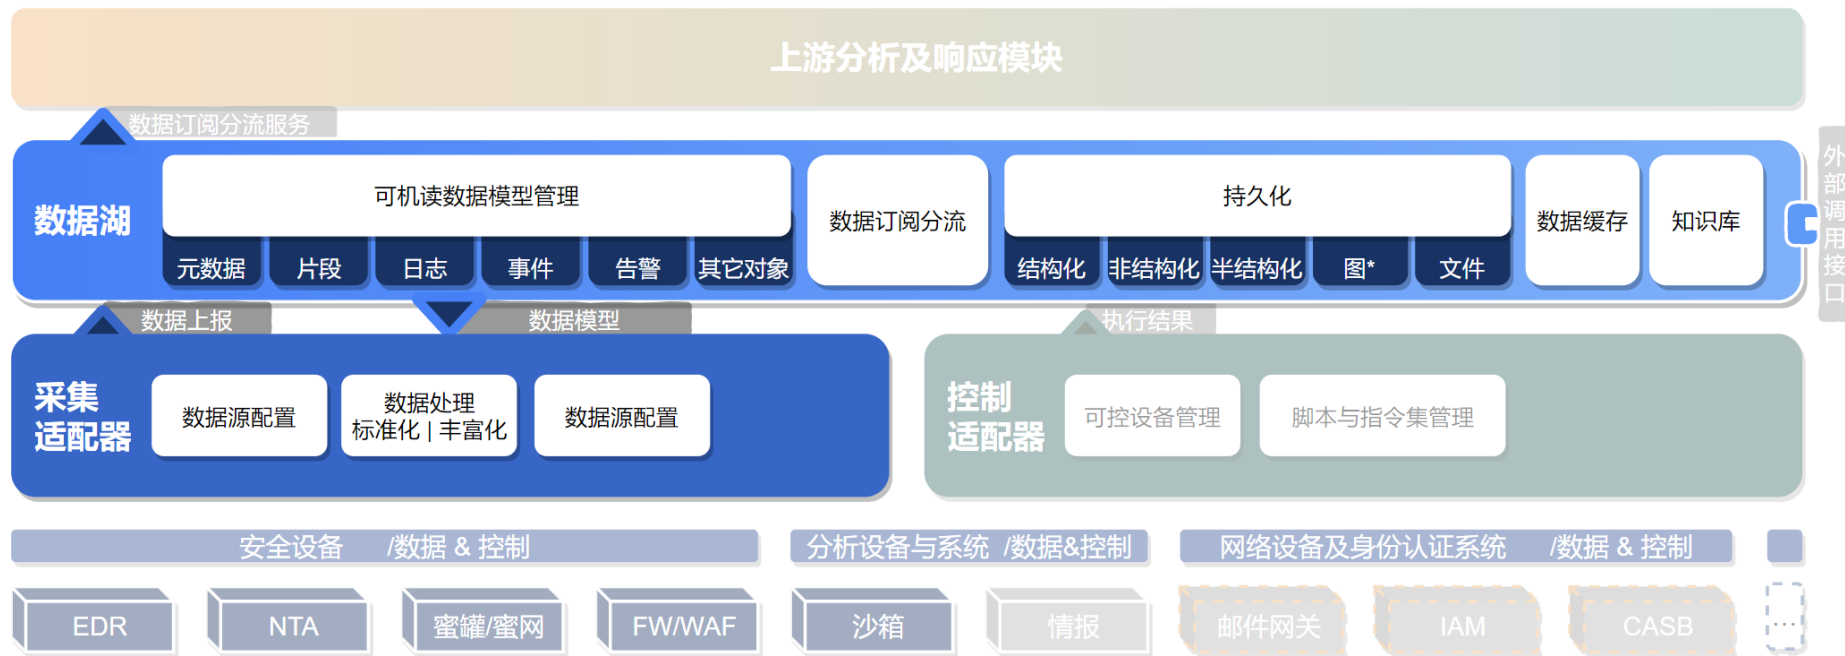 上游分析及响应模块
数据订阅分流服务
数据湖
可机读数据模型管理
元数据
片段
日志
事件
告警
其它对象
数据订阅分流
持久化
结构化
非结构化
半结构化
图*
文件
数据缓存
知识库
外部调用接口
数据上报
数据模型
执行结果
采集
适配器
数据源配置
数据处理
标准化 | 丰富化
数据源配置
控制
适配器
可控设备管理
脚本与指令集管理
安全设备 /数据 & 控制
分析设备与系统 /数据&控制
网络设备及身份认证系统 /数据 & 控制
EDR
NTA
蜜罐/蜜网
FW/WAF
沙箱
情报
邮件网关
IAM
CASB
...